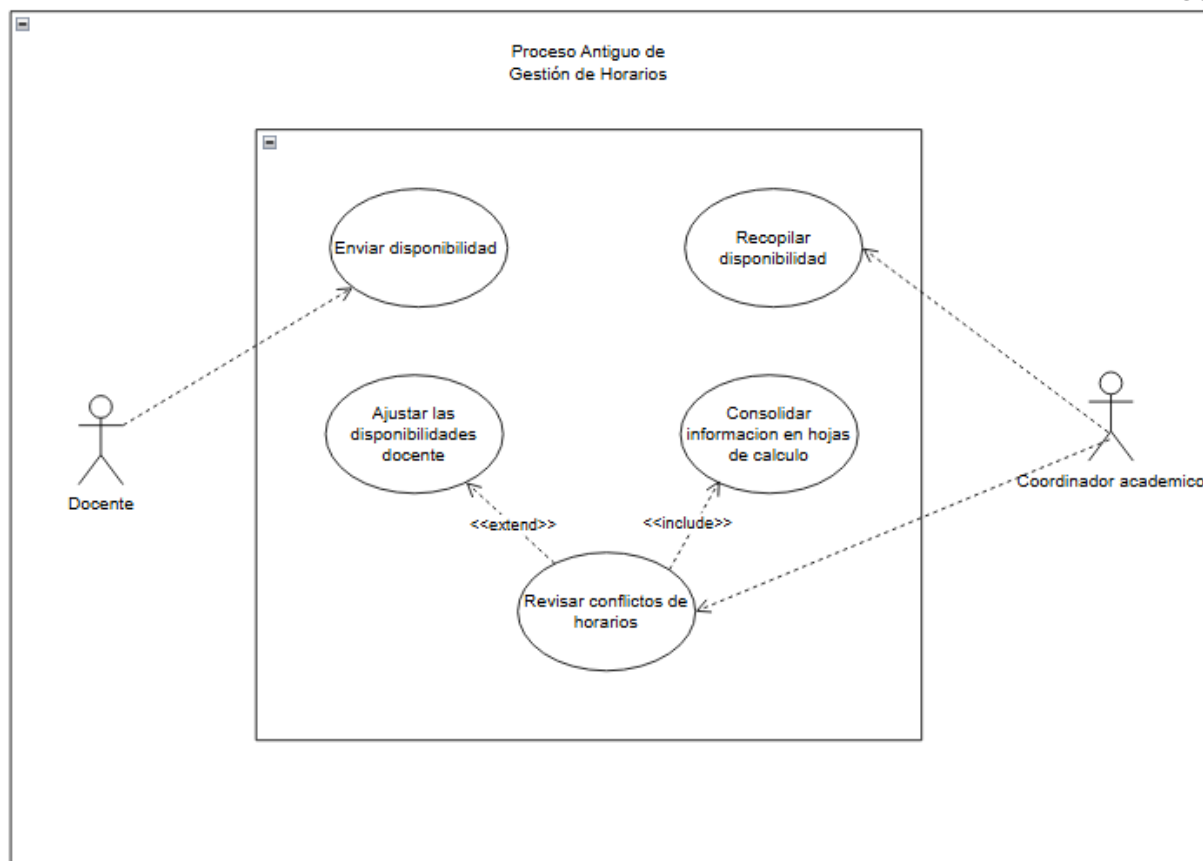 Proceso Antiguo de
Gestión de Horarios
Enviar disponibilidad
Recopilar
disponibilidad
Ajustar las
disponibilidades
docente
Consolidar
informacion en hojas
de calculo
Docente
Coordinador academico
<<extend>>
<<include>>
Revisar conflictos de
horarios